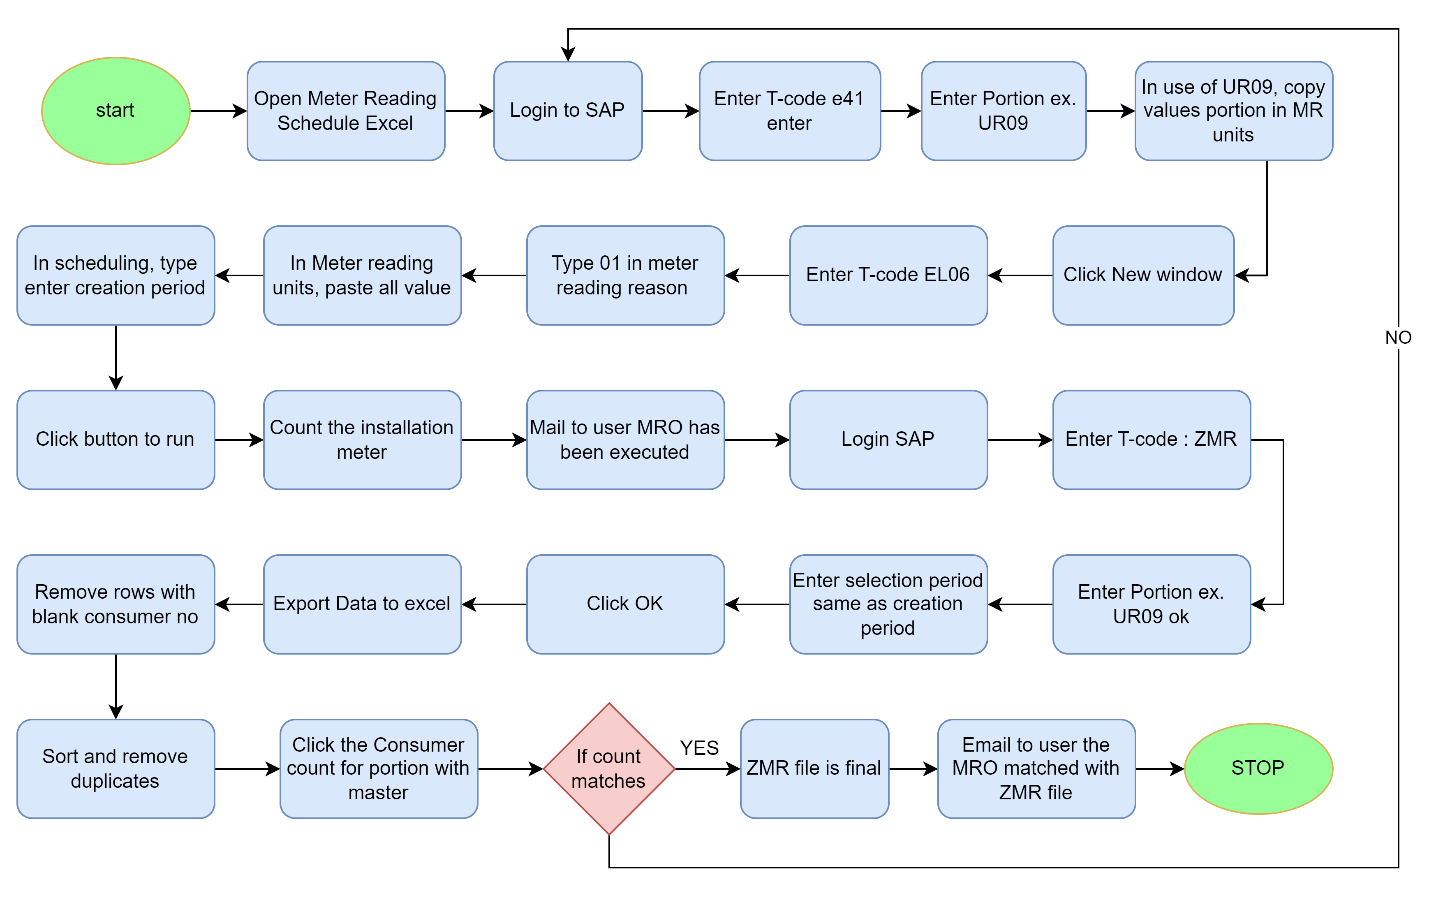 start
Open Meter Reading
Schedule Excel
Login to SAP
Enter T-code e41
enter
Enter Portion ex.
UR09
In use of UR09, copy
values portion in MR
units
Click New window
Enter T-code EL06
Type 01 in meter
reading reason
In Meter reading
units, paste all value
In scheduling, type
enter creation period
NO
Click button to run
Count the installation
meter
Mail to user MRO has
been executed
Login SAP
Enter T-code : ZMR
Enter Portion ex.
UR09 ok
Enter selection period
same as creation
period
Click OK
Export Data to excel
Remove rows with
blank consumer no
Sort and remove
duplicates
Click the Consumer
count for portion with
master
If count
matches
YES
ZMR file is final
Email to user the
MRO matched with
ZMR file
STOP